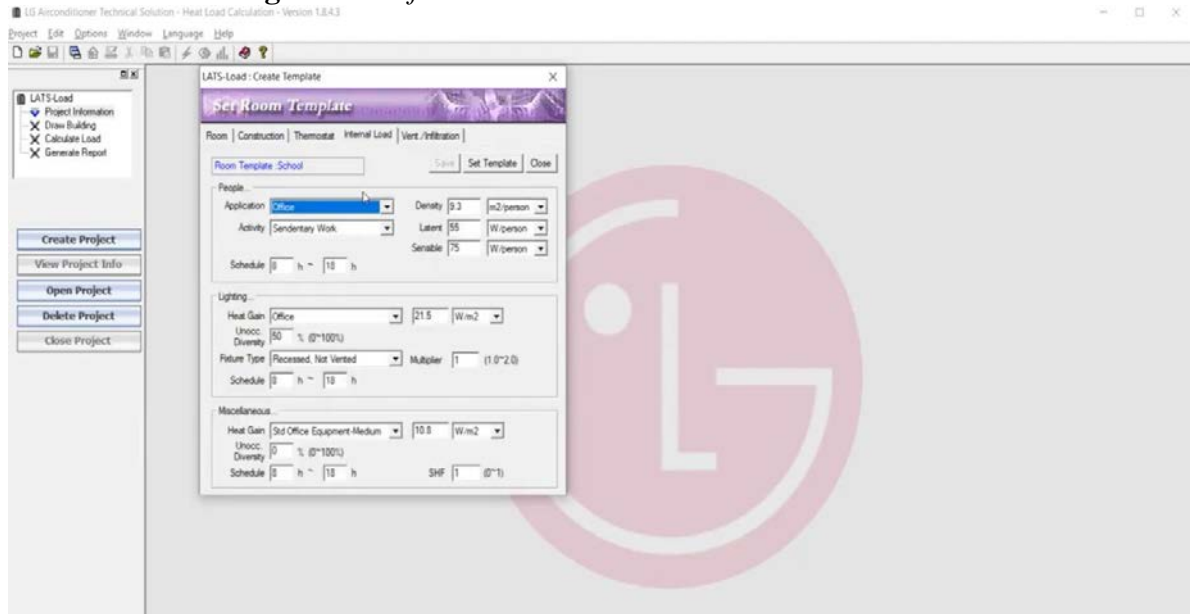 LG Airconditioner Technical Solution - Heat Load Calculation - Version 1.8.4.3
Project Edit Options Window Language Help
LATS-Load
Project Information
Draw Building
Calculate Load
Generate Report
Create Project
View Project Info
Open Project
Delete Project
Close Project
LATS-Load : Create Template
Set Room Template
Room Construction Thermostat Internal Load Vent./Infiltration
Room Template :School Save Set Template Close
People...
Application Office Density 9.3 m2/person
Activity Sendentary Work Latent 55 W/person
Sensible 75 W/person
Schedule 8 h ~ 18 h
Lighting...
Heat Gain Office 21.5 W/m2
Unocc. Diversity 50 % (0~100%)
Fixture Type Recessed, Not Vented Multiplier 1 (1.0~2.0)
Schedule 8 h ~ 18 h
Miscellaneous...
Heat Gain Std Office Equipment-Medium 10.8 W/m2
Unocc. Diversity 0 % (0~100%)
Schedule 8 h ~ 18 h SHF 1 (0~1)